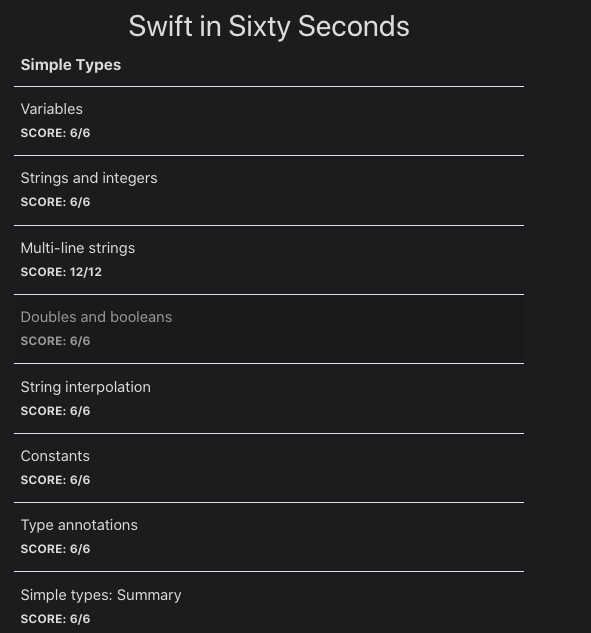 Swift in Sixty Seconds
Simple Types
Variables
SCORE: 6/6
Strings and integers
SCORE: 6/6
Multi-line strings
SCORE: 12/12
Doubles and booleans
SCORE: 6/6
String interpolation
SCORE: 6/6
Constants
SCORE: 6/6
Type annotations
SCORE: 6/6
Simple types: Summary
SCORE: 6/6